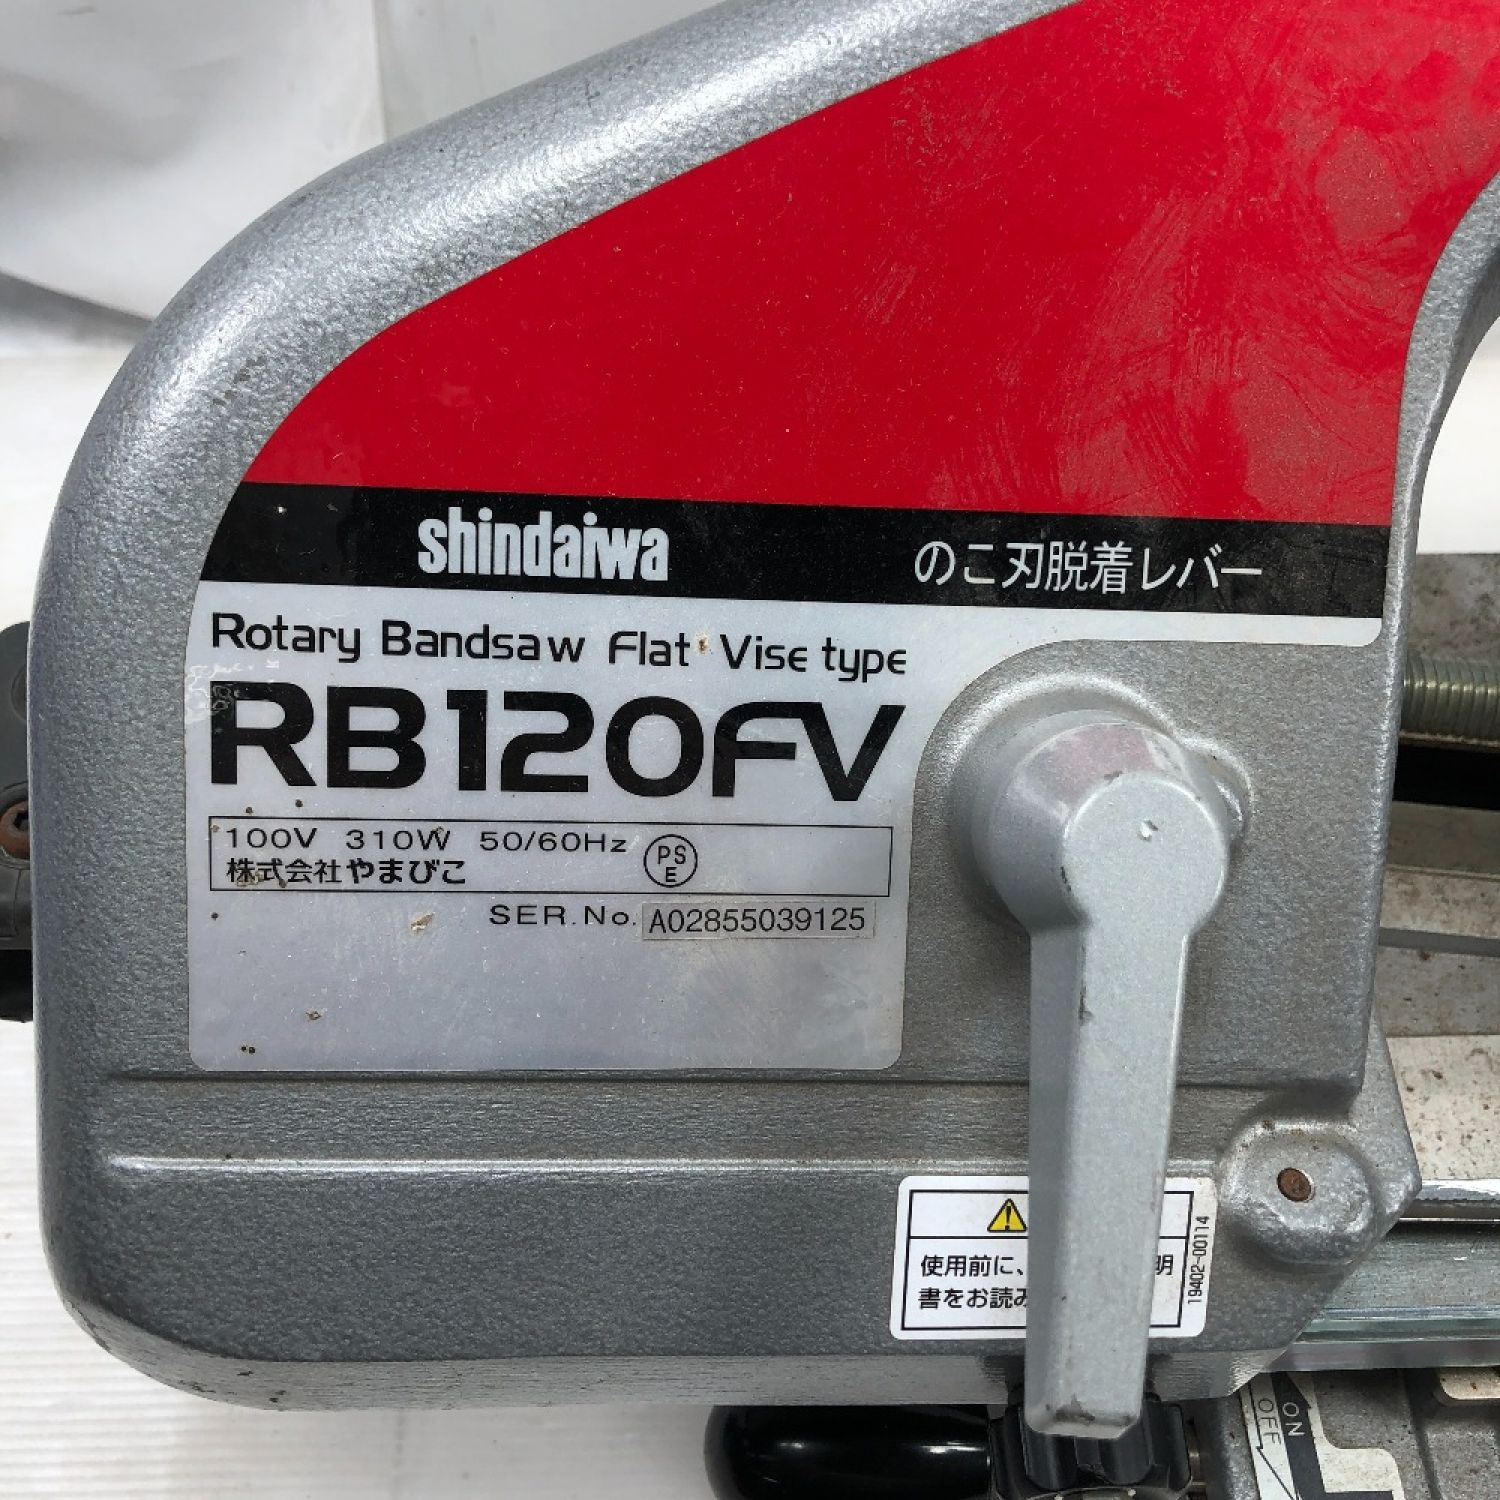 shindaiwa
のこ刃脱着レバー
Rotary Bandsaw Flat Vise type
RB120FV
100V 310W 50/60Hz
PS
E
株式会社やまびこ
SER.No. A02855039125
使用前に、 明
書をお読み
19402-00114
ON
OFF